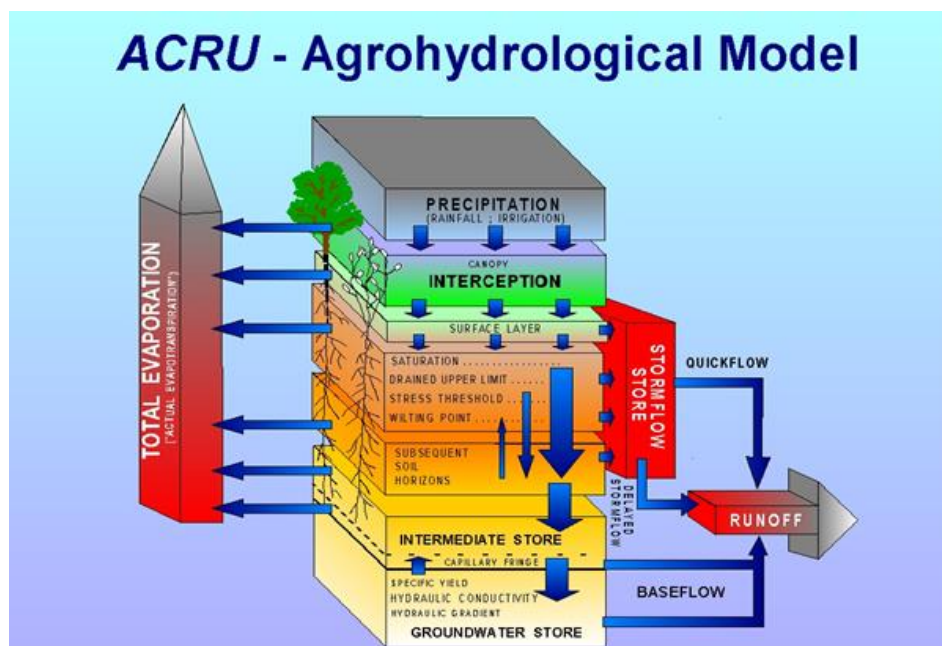 ACRU - Agrohydrological Model
TOTAL EVAPORATION
["ACTUAL EVAPOTRANSPIRATION"]
PRECIPITATION
(RAINFALL ; IRRIGATION)
CANOPY
INTERCEPTION
SURFACE LAYER
SATURATION . . . . . . . . . . . .
DRAINED UPPER LIMIT . . . . . .
STRESS THRESHOLD . . . . . . .
WILTING POINT . . . . . . . . . . .
SUBSEQUENT
SOIL
HORIZONS
INTERMEDIATE STORE
CAPILLARY FRINGE
SPECIFIC YIELD
HYDRAULIC CONDUCTIVITY
HYDRAULIC GRADIENT
GROUNDWATER STORE
STORMFLOW
STORE
QUICKFLOW
DELAYED
STORMFLOW
RUNOFF
BASEFLOW